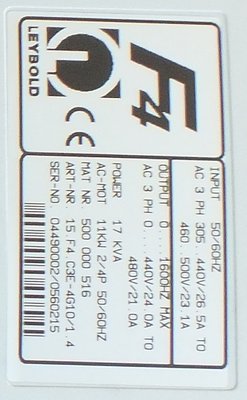 LEYBOLD
CE
F4
INPUT 50/60HZ
AC 3 PH 305...440V/26.5A TO
460...500V/23.1A
OUTPUT 0....1600HZ MAX
AC 3 PH 0....440V/24.0A TO
480V/21.0A
POWER 17 KVA
AC-MOT 11KW 2/4P 50/60HZ
MAT NR 500 000 516
ART-NR 15.F4.C3E-4G10/1.4
SER-NO. 04490002/0560215